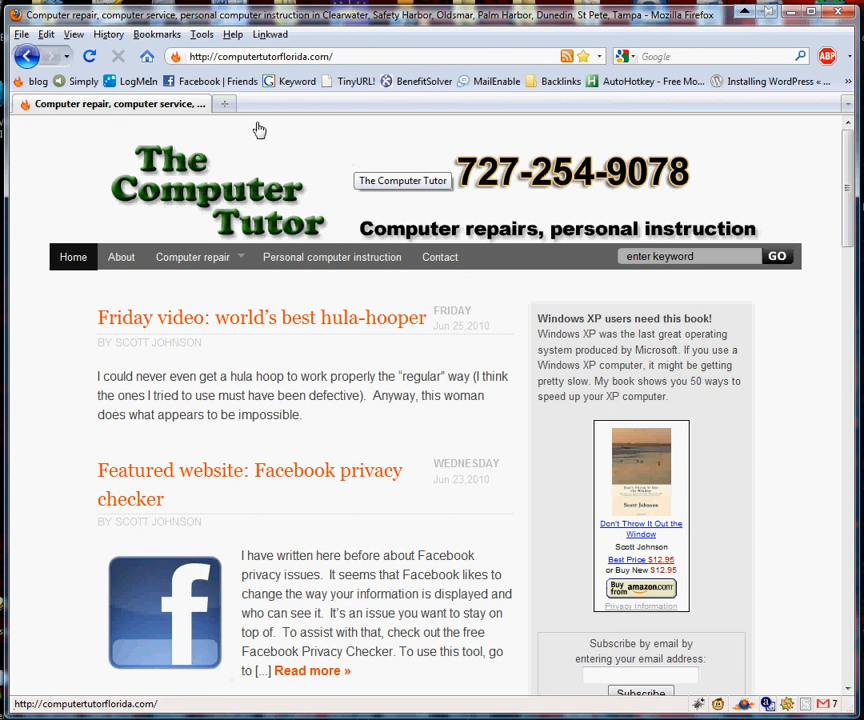 Computer repair, computer service, personal computer instruction in Clearwater, Safety Harbor, Oldsmar, Palm Harbor, Dunedin, St Pete, Tampa - Mozilla Firefox
File Edit View History Bookmarks Tools Help Linkwad
http://computertutorflorida.com/
Google
ABP
blog Simply LogMeIn Facebook | Friends Keyword TinyURL! BenefitSolver MailEnable Backlinks AutoHotkey - Free Mo... Installing WordPress «...
Computer repair, computer service, ...
The
Computer
Tutor
The Computer Tutor
727-254-9078
Computer repairs, personal instruction
Home About Computer repair Personal computer instruction Contact enter keyword GO
Friday video: world's best hula-hooper
FRIDAY
Jun 25,2010
BY SCOTT JOHNSON
I could never even get a hula hoop to work properly the “regular” way (I think
the ones I tried to use must have been defective). Anyway, this woman
does what appears to be impossible.
Featured website: Facebook privacy
checker
WEDNESDAY
Jun 23,2010
BY SCOTT JOHNSON
f
I have written here before about Facebook
privacy issues. It seems that Facebook likes to
change the way your information is displayed and
who can see it. It's an issue you want to stay on
top of. To assist with that, check out the free
Facebook Privacy Checker. To use this tool, go
to [...] Read more »
Windows XP users need this book!
Windows XP was the last great operating
system produced by Microsoft. If you use a
Windows XP computer, it might be getting
pretty slow. My book shows you 50 ways to
speed up your XP computer.
Scott Johnson
Don't Throw It Out the
Window
Scott Johnson
Best Price $12.95
or Buy New $12.95
Buy
from amazon.com
Privacy Information
Subscribe by email by
entering your email address:
Subscribe
http://computertutorflorida.com/
7